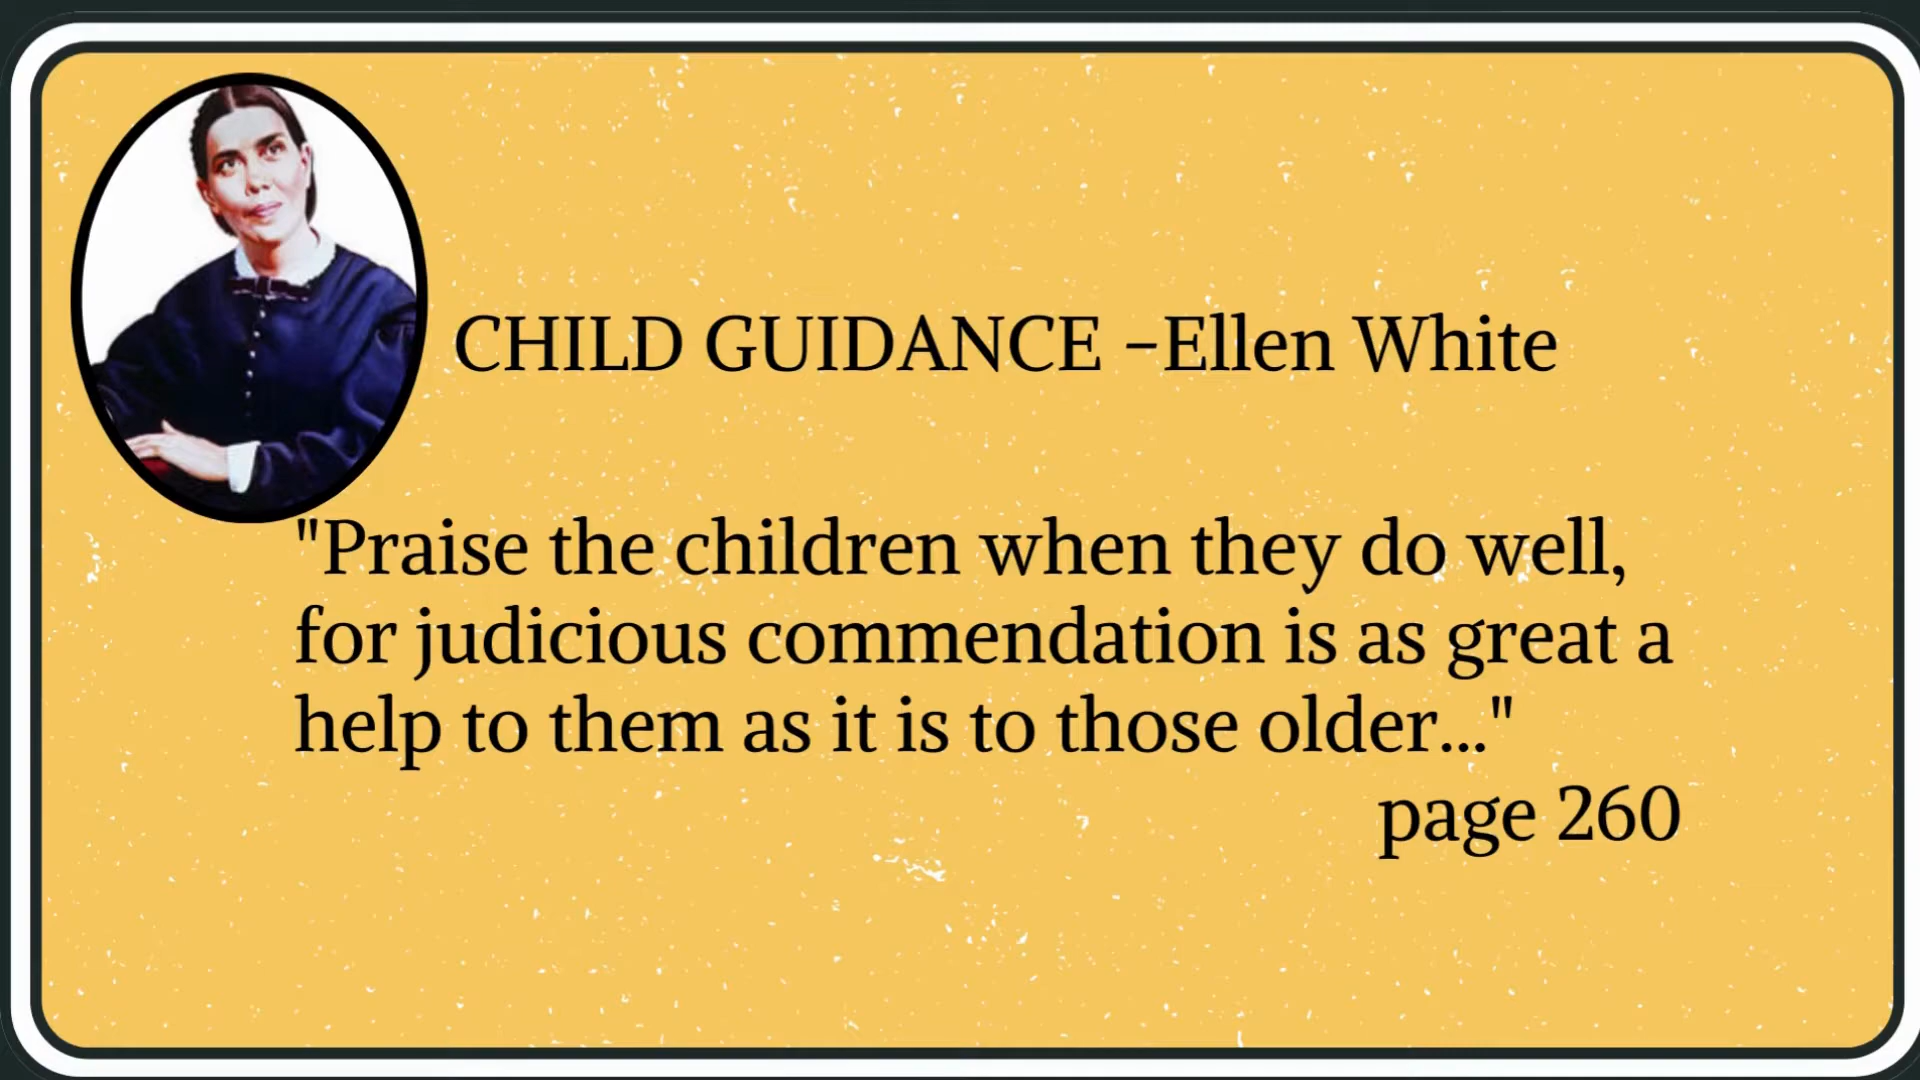 CHILD GUIDANCE –Ellen White
"Praise the children when they do well,
for judicious commendation is as great a
help to them as it is to those older..."
page 260